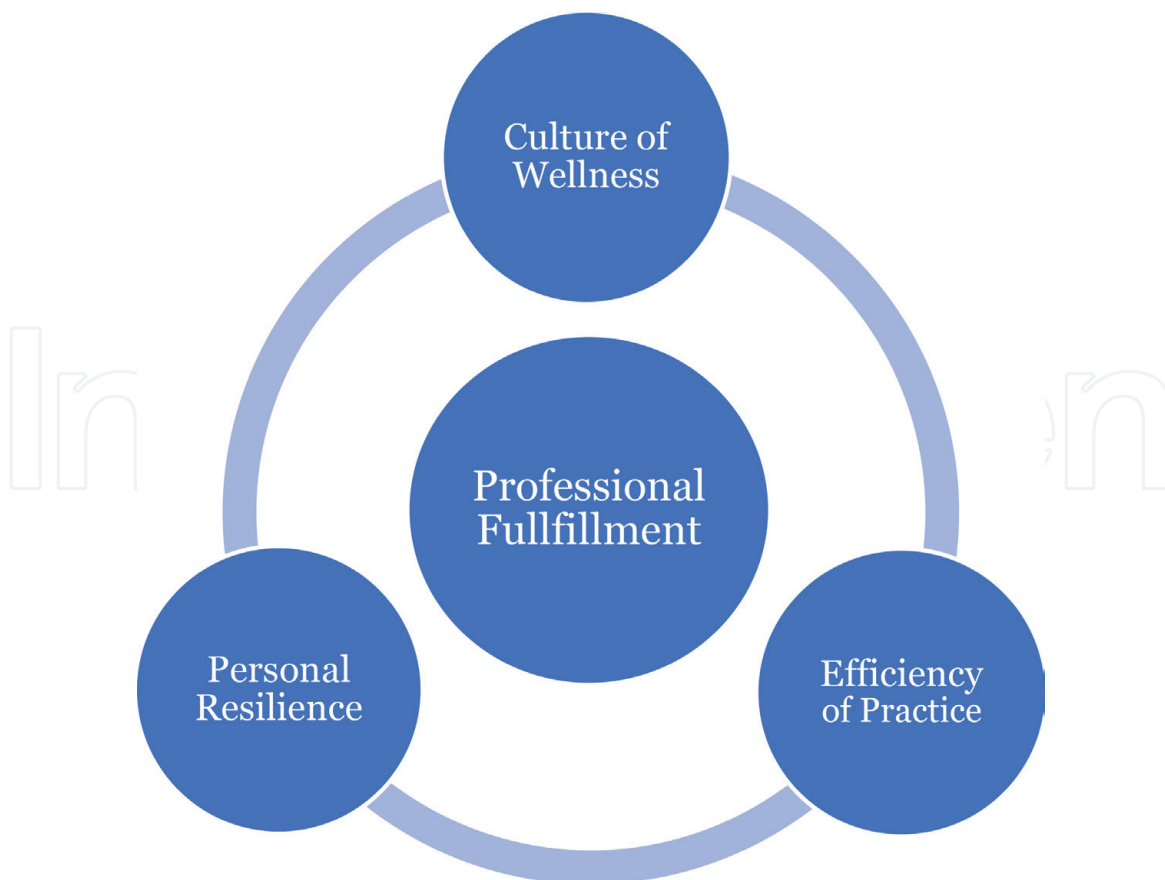 Culture of
Wellness
Professional
Fullfillment
Personal
Resilience
Efficiency
of Practice